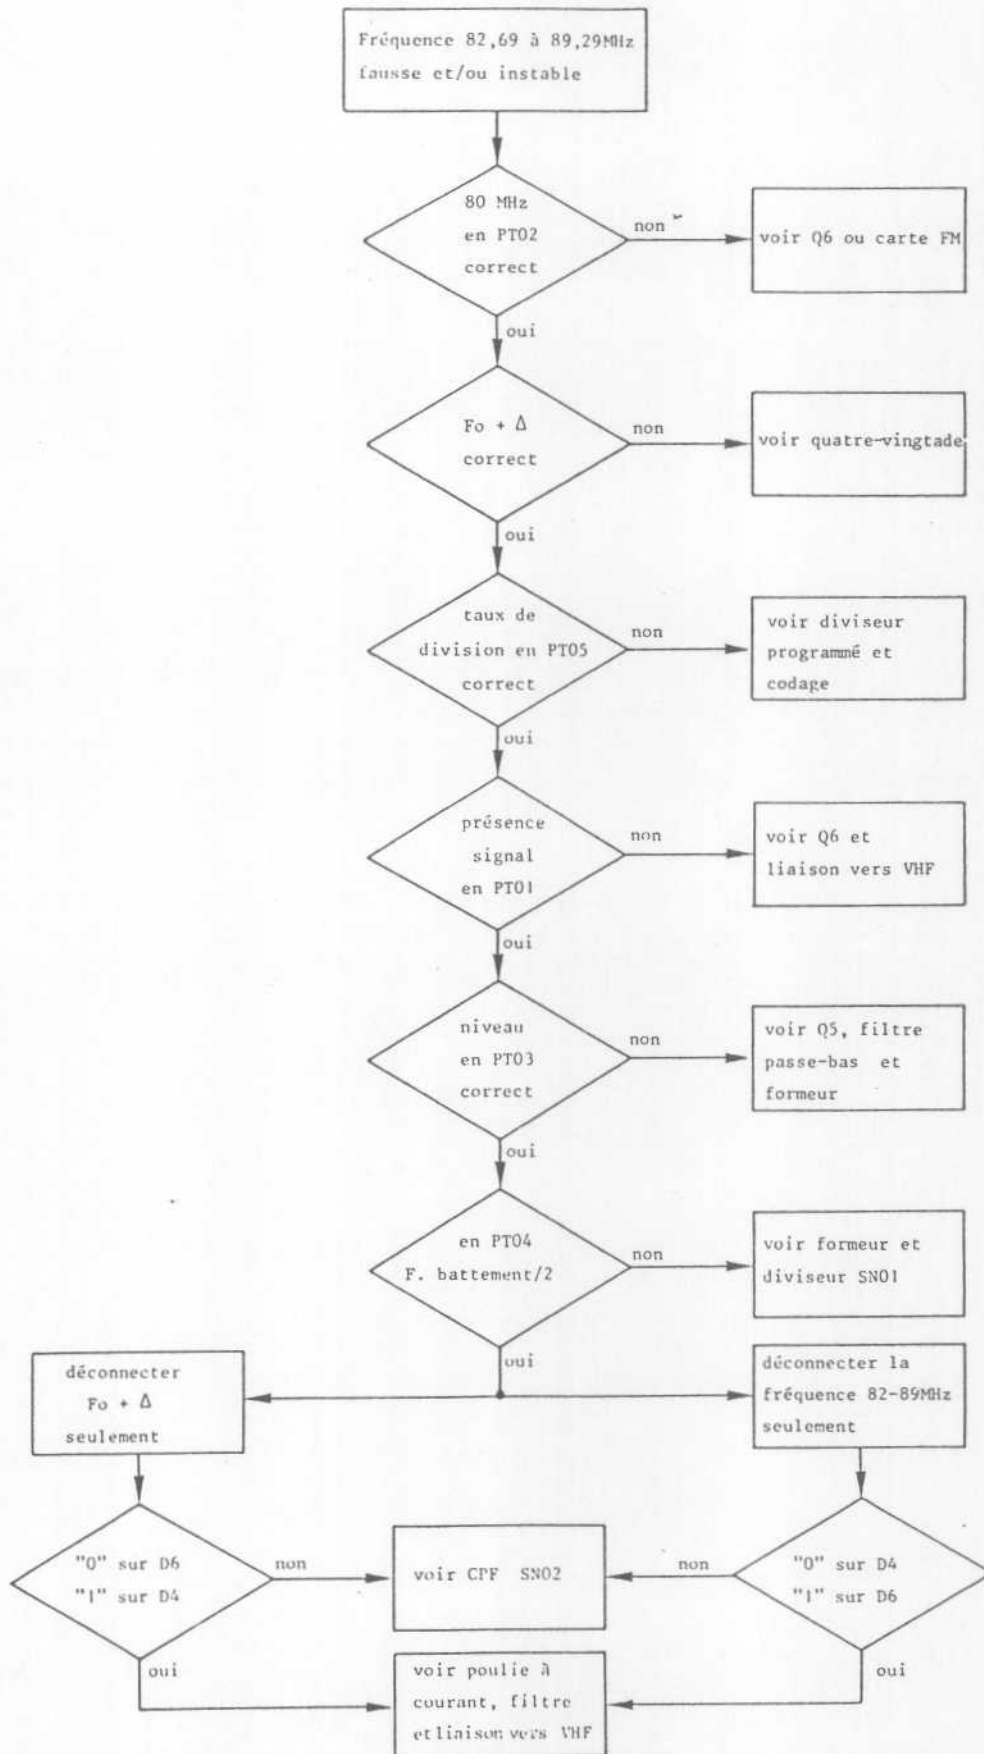 Fréquence 82,69 à 89,29MHz
fausse et/ou instable
80 MHz
en PT02
correct
non
voir Q6 ou carte FM
oui
Fo + Δ
correct
non
voir quatre-vingtade
oui
taux de
division en PT05
correct
non
voir diviseur
programmé et
codage
oui
présence
signal
en PT01
non
voir Q6 et
liaison vers VHF
oui
niveau
en PT03
correct
non
voir Q5, filtre
passe-bas et
formeur
oui
en PT04
F. battement/2
non
voir formeur et
diviseur SN01
oui
déconnecter
Fo + Δ
seulement
déconnecter la
fréquence 82-89MHz
seulement
"0" sur D6
"1" sur D4
non
voir CPF SN02
non
"0" sur D4
"1" sur D6
oui
voir poulie à
courant, filtre
et liaison vers VHF
oui